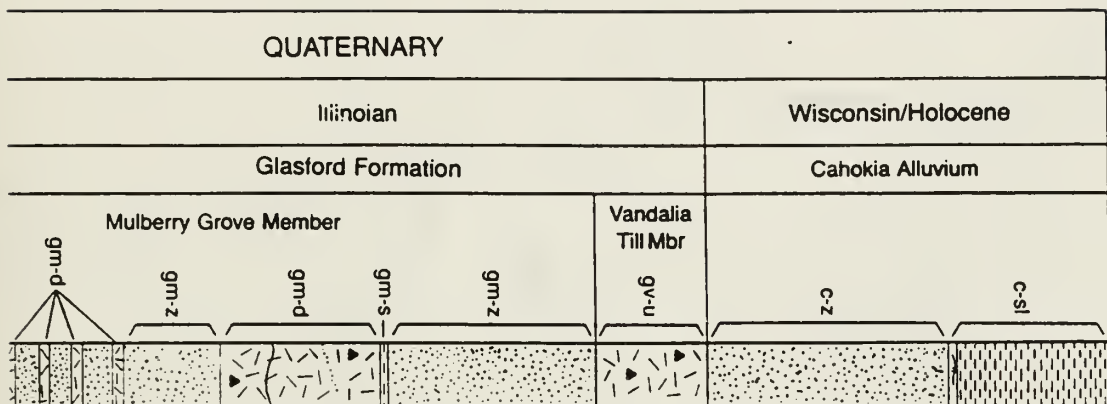 QUATERNARY
Illinoian
Wisconsin/Holocene
Glasford Formation
Cahokia Alluvium
Mulberry Grove Member
Vandalia
Till Mbr
gm-d
gm-z
gm-d
gm-s
gm-z
gv-u
c-z
c-sl